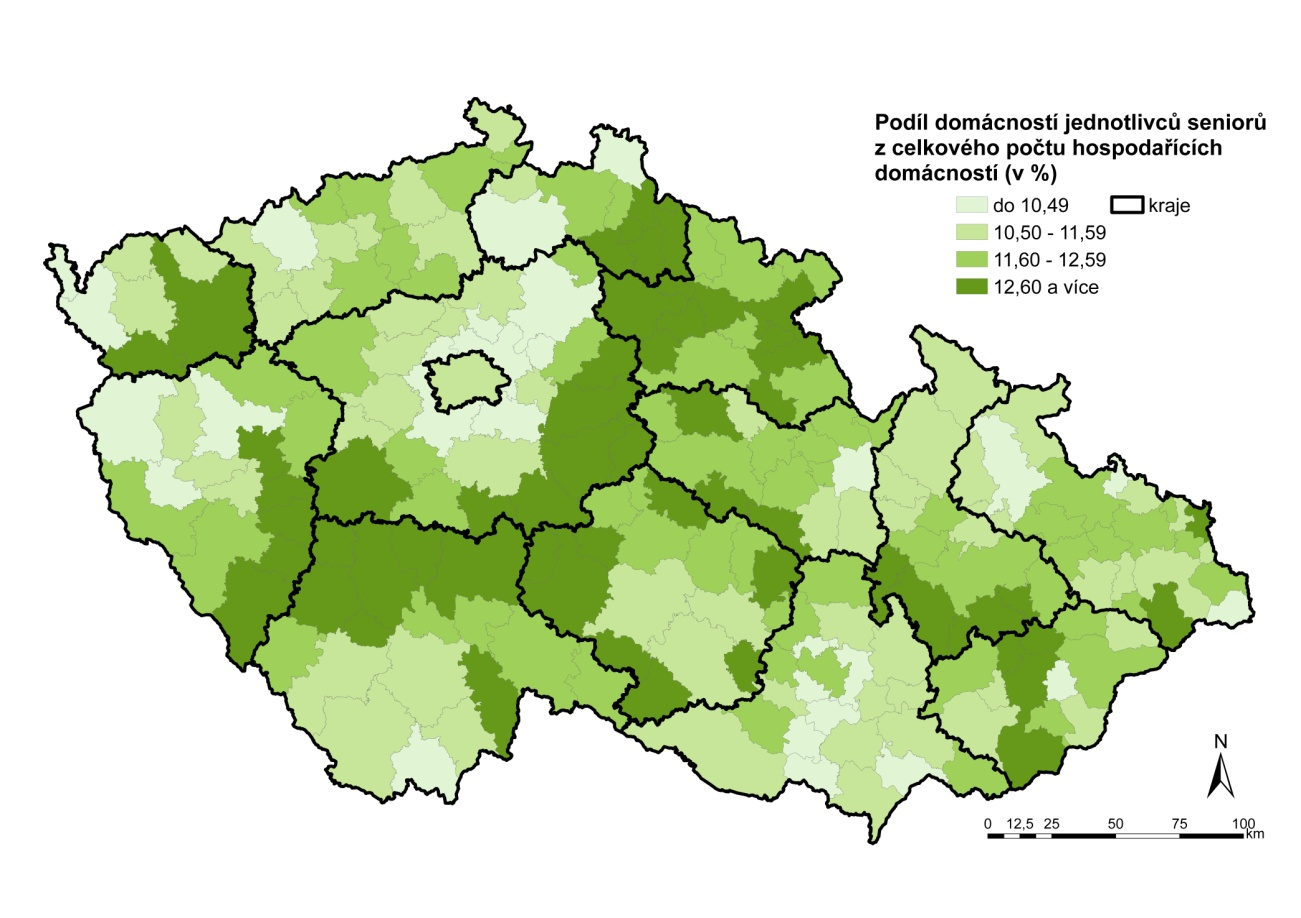 Podíl domácností jednotlivců seniorů
z celkového počtu hospodařících
domácností (v %)
do 10,49 kraje
10,50 - 11,59
11,60 - 12,59
12,60 a více
N
0 12,5 25 50 75 100
km